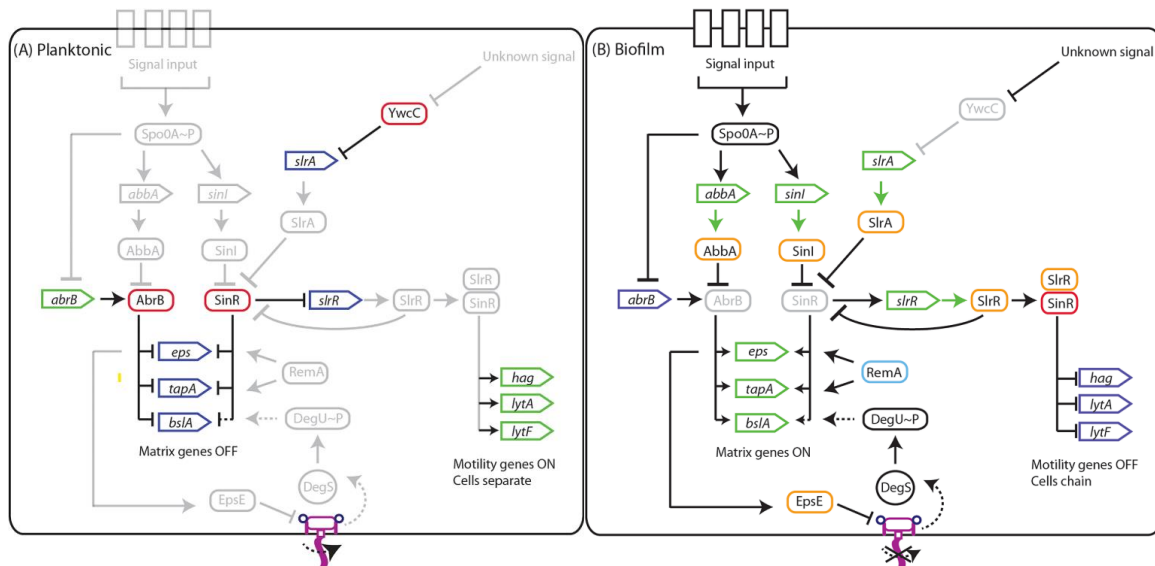 (A) Planktonic
Signal input
Unknown signal
YwcC
Spo0A~P
slrA
abbA
sinI
SlrA
AbbA
SinI
abrB
AbrB
SinR
slrR
SlrR
SlrR
SinR
eps
tapA
bslA
RemA
DegU~P
hag
lytA
lytF
Matrix genes OFF
Motility genes ON
Cells separate
DegS
EpsE
(B) Biofilm
Signal input
Unknown signal
YwcC
Spo0A~P
slrA
abbA
sinI
SlrA
AbbA
SinI
abrB
AbrB
SinR
slrR
SlrR
SlrR
SinR
eps
tapA
bslA
RemA
DegU~P
hag
lytA
lytF
Matrix genes ON
Motility genes OFF
Cells chain
DegS
EpsE